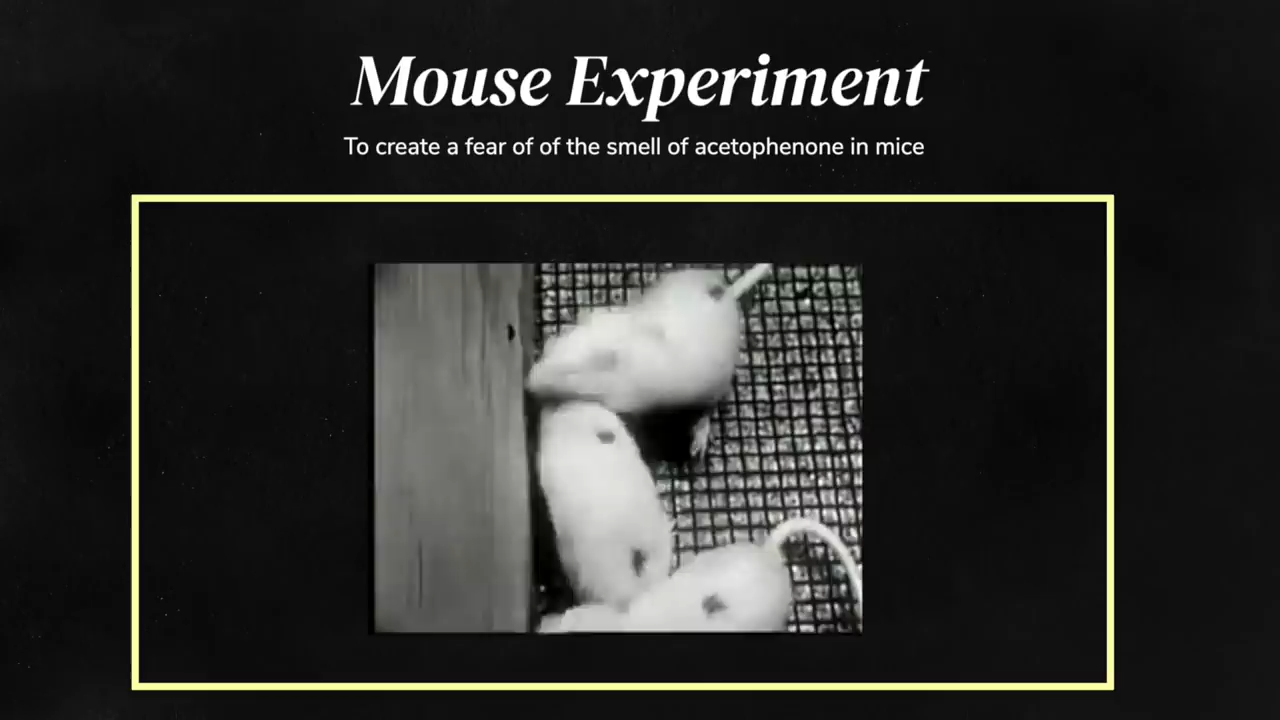 Mouse Experiment
To create a fear of of the smell of acetophenone in mice